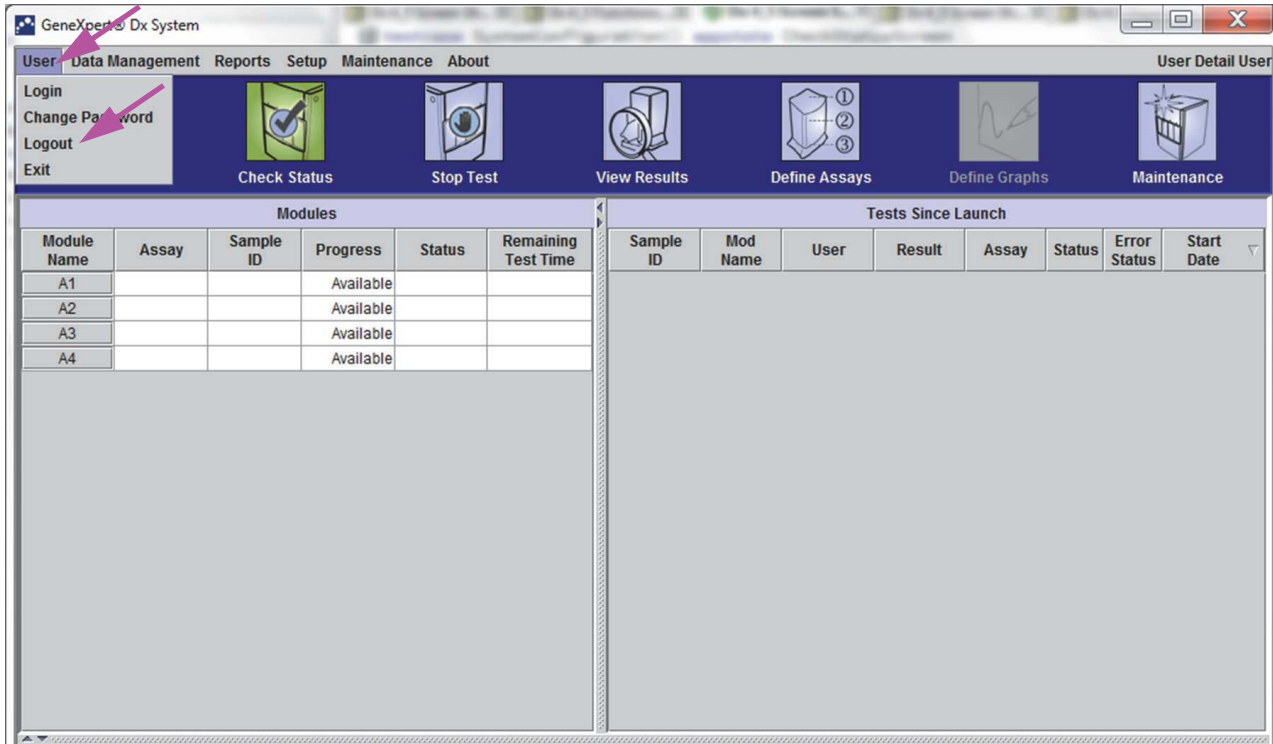 GeneXpert® Dx System
User Data Management Reports Setup Maintenance About User Detail User
Login
Change Password
Logout
Exit
Check Status Stop Test View Results Define Assays Define Graphs Maintenance
1
2
3
Modules Tests Since Launch
Module Name Assay Sample ID Progress Status Remaining Test Time Sample ID Mod Name User Result Assay Status Error Status Start Date
A1 Available
A2 Available
A3 Available
A4 Available